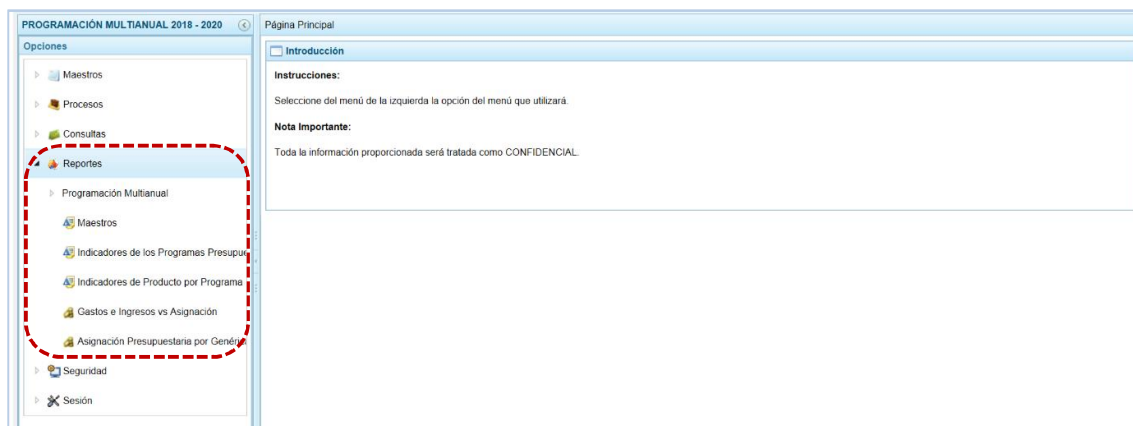 PROGRAMACIÓN MULTIANUAL 2018 - 2020
Opciones
Maestros
Procesos
Consultas
Reportes
Programación Multianual
Maestros
Indicadores de los Programas Presupue
Indicadores de Producto por Programa
Gastos e Ingresos vs Asignación
Asignación Presupuestaria por Genéric
Seguridad
Sesión
Página Principal
Introducción
Instrucciones:
Seleccione del menú de la izquierda la opción del menú que utilizará.
Nota Importante:
Toda la información proporcionada será tratada como CONFIDENCIAL.